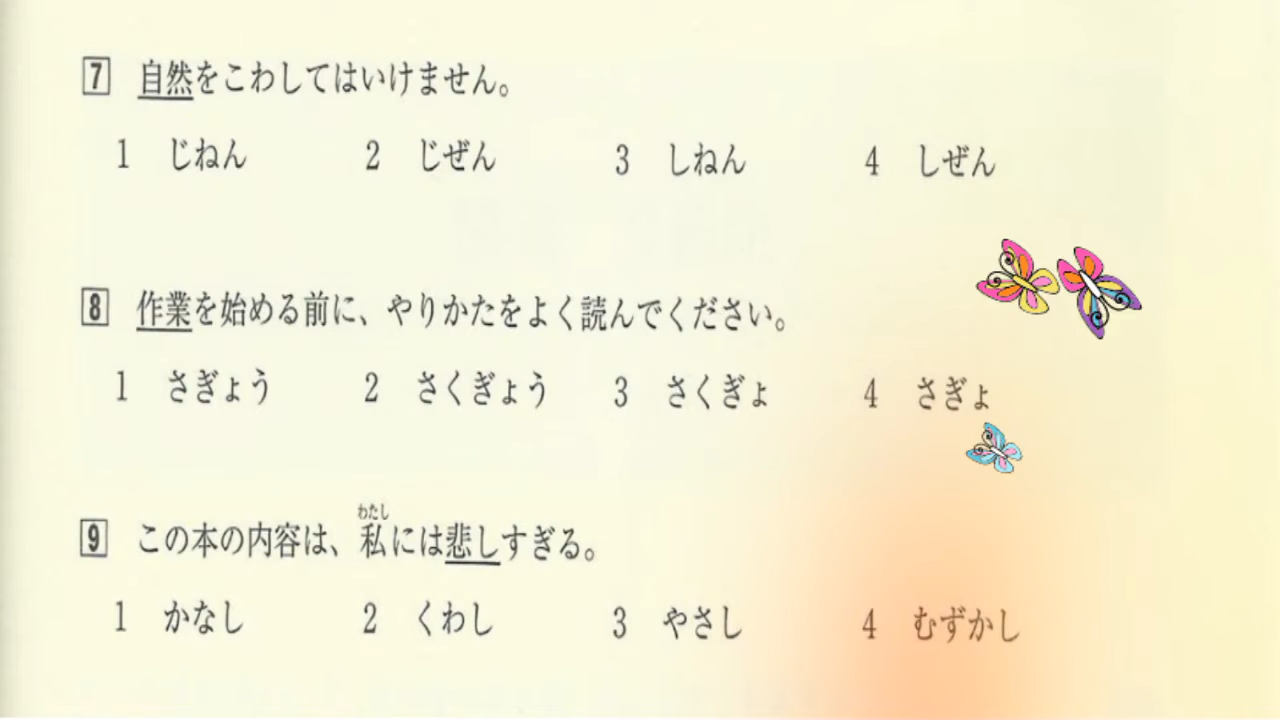 7 自然をこわしてはいけません。
1 じねん 2 じぜん 3 しねん 4 しぜん
8 作業を始める前に、やりかたをよく読んでください。
1 さぎょう 2 さくぎょう 3 さくぎょ 4 さぎょ
わたし
9 この本の内容は、私には悲しすぎる。
1 かなし 2 くわし 3 やさし 4 むずかし